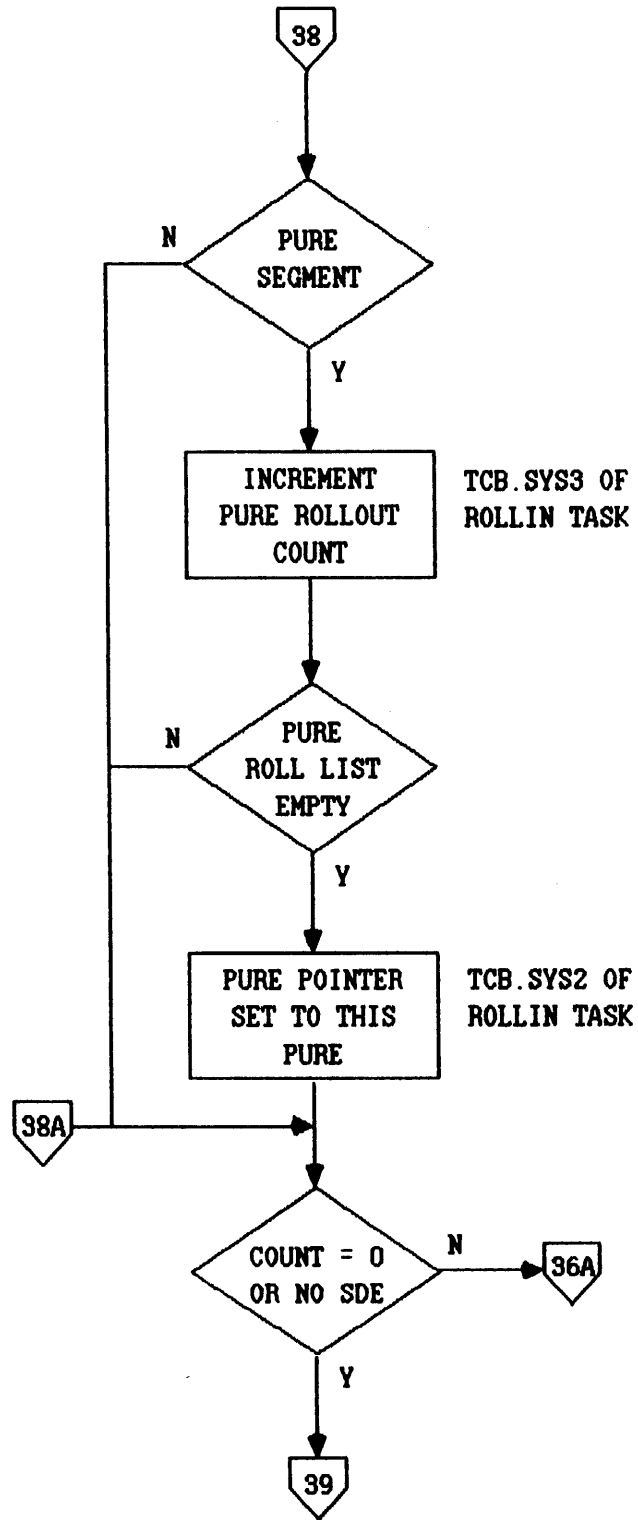 38
N
PURE
SEGMENT
Y
INCREMENT
PURE ROLLOUT
COUNT
TCB.SYS3 OF
ROLLIN TASK
N
PURE
ROLL LIST
EMPTY
Y
PURE POINTER
SET TO THIS
PURE
TCB.SYS2 OF
ROLLIN TASK
38A
COUNT = 0
OR NO SDE
N
36A
Y
39